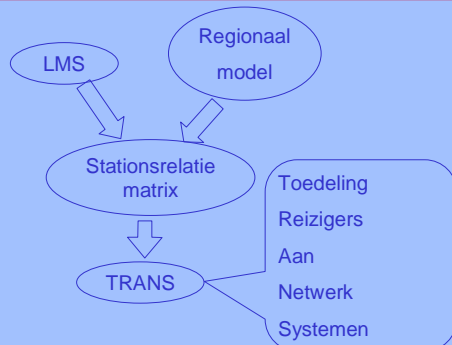 LMS
Regionaal
model
Stationsrelatie
matrix
TRANS
Toedeling
Reizigers
Aan
Netwerk
Systemen